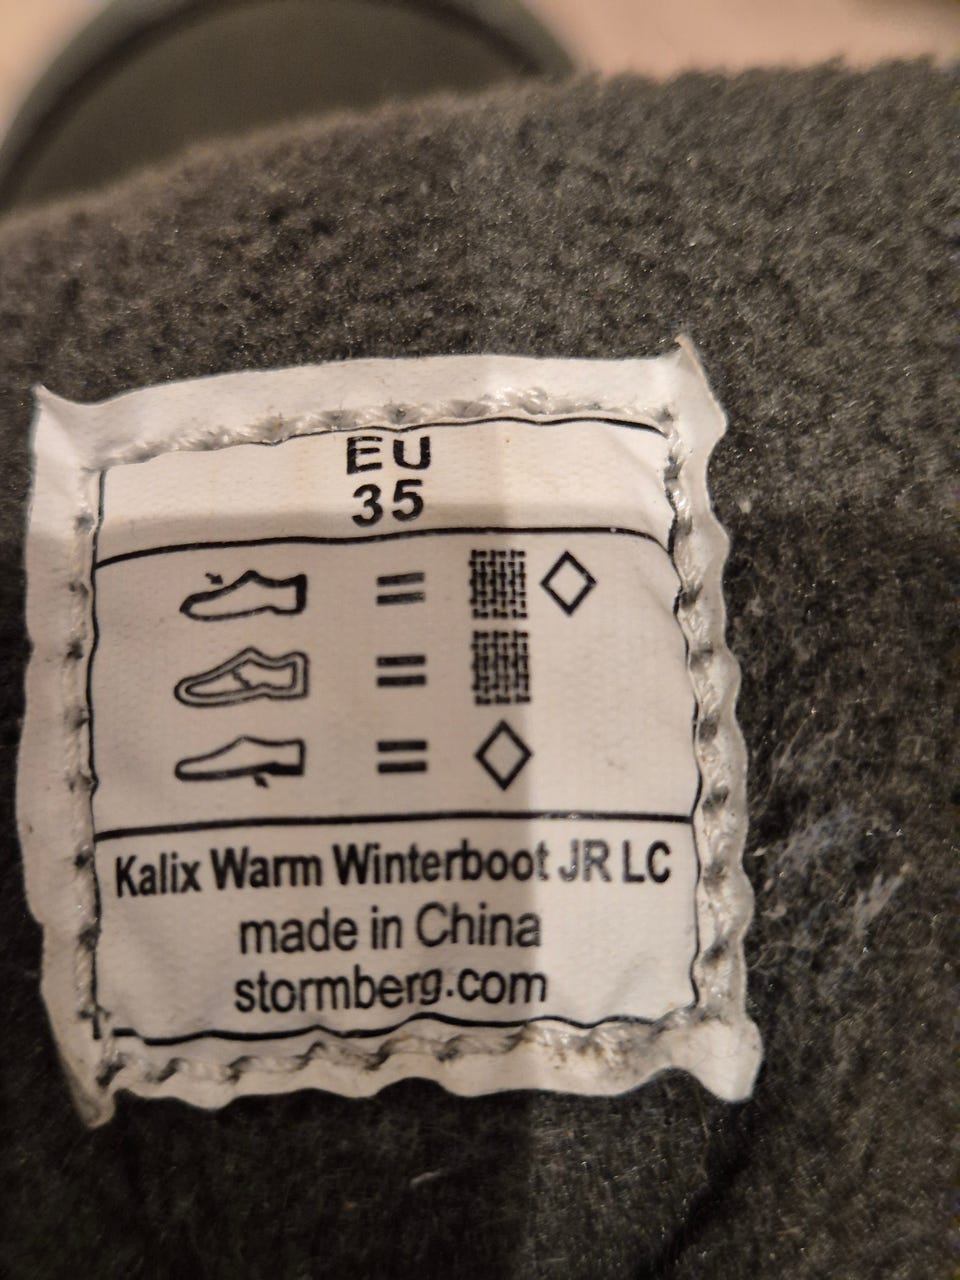 EU
35
Kalix Warm Winterboot JR LC
made in China
stormberg.com